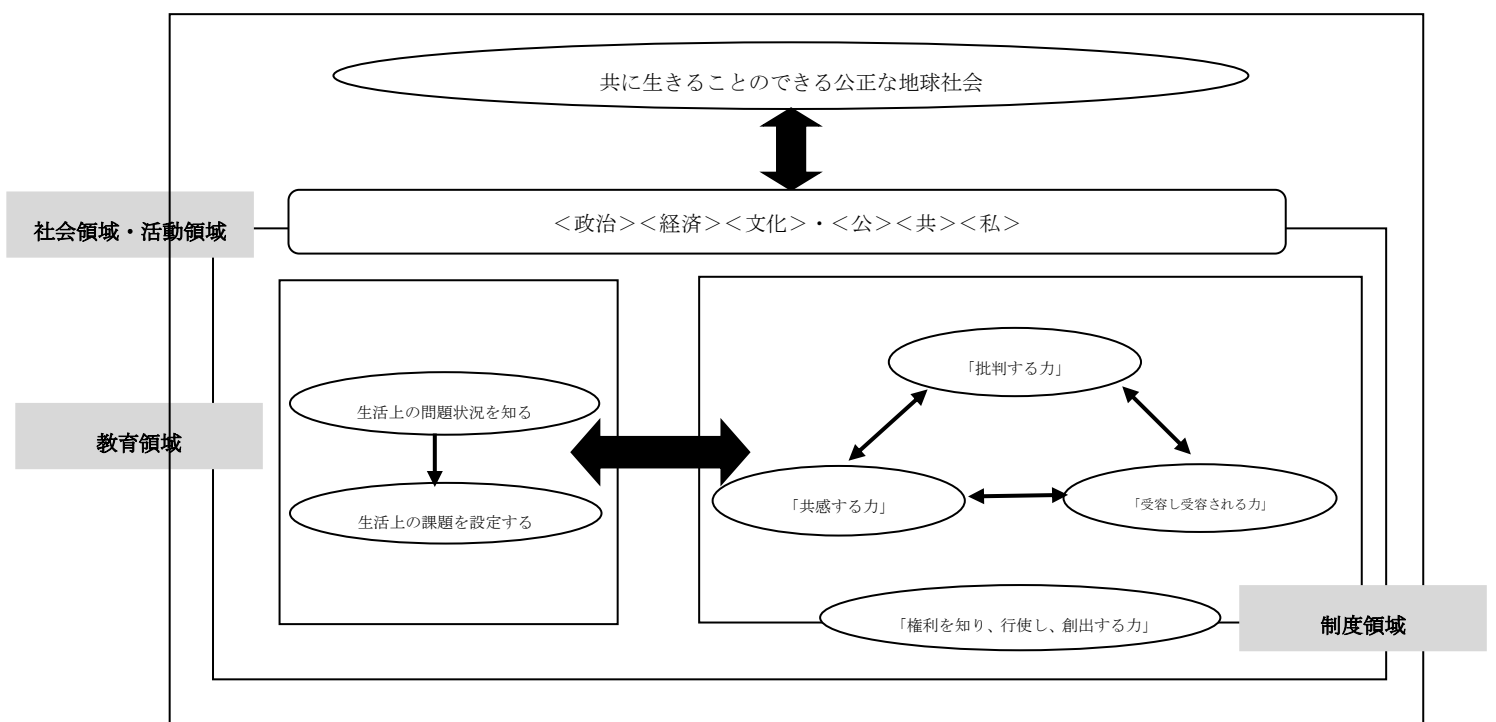 共に生きることのできる公正な地球社会
社会領域・活動領域
＜政治＞＜経済＞＜文化＞・＜公＞＜共＞＜私＞
「批判する力」
生活上の問題状況を知る
教育領域
「共感する力」
「受容し受容される力」
生活上の課題を設定する
「権利を知り、行使し、創出する力」
制度領域